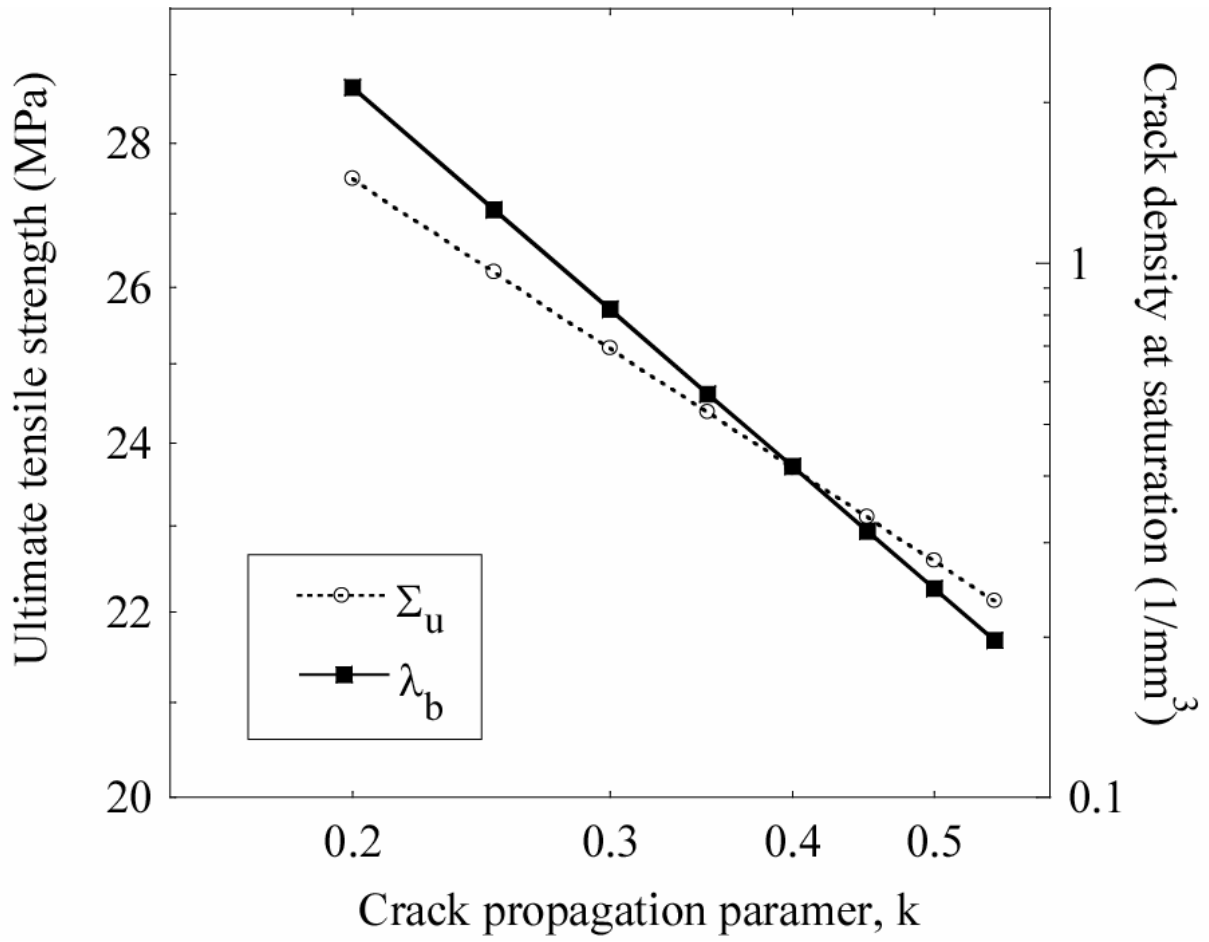 Ultimate tensile strength (MPa)
28
26
24
22
20
Σu
λb
0.2
0.3
0.4
0.5
Crack propagation paramer, k
1
0.1
Crack density at saturation (1/mm³)